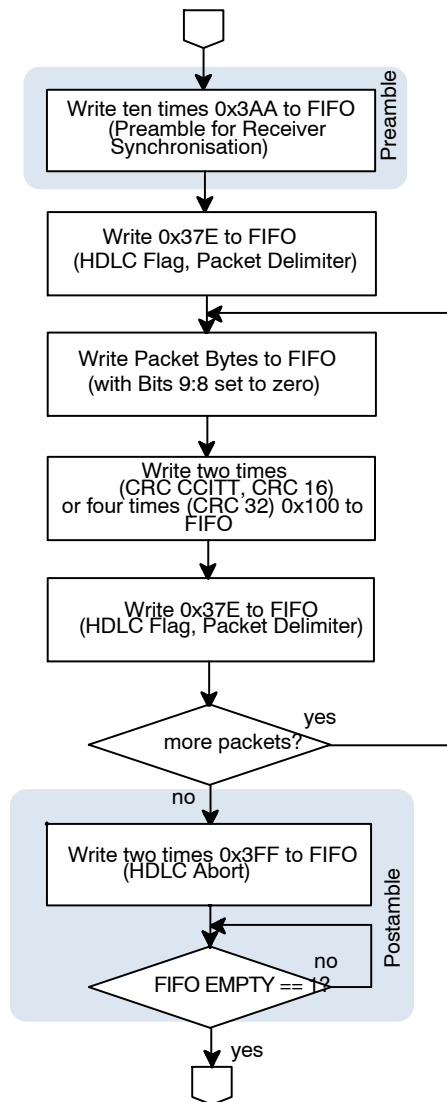 Write ten times 0x3AA to FIFO
(Preamble for Receiver
Synchronisation)
Preamble
Write 0x37E to FIFO
(HDLC Flag, Packet Delimiter)
Write Packet Bytes to FIFO
(with Bits 9:8 set to zero)
Write two times
(CRC CCITT, CRC 16)
or four times (CRC 32) 0x100 to
FIFO
Write 0x37E to FIFO
(HDLC Flag, Packet Delimiter)
yes
more packets?
no
Write two times 0x3FF to FIFO
(HDLC Abort)
Postamble
no
FIFO EMPTY == 1?
yes